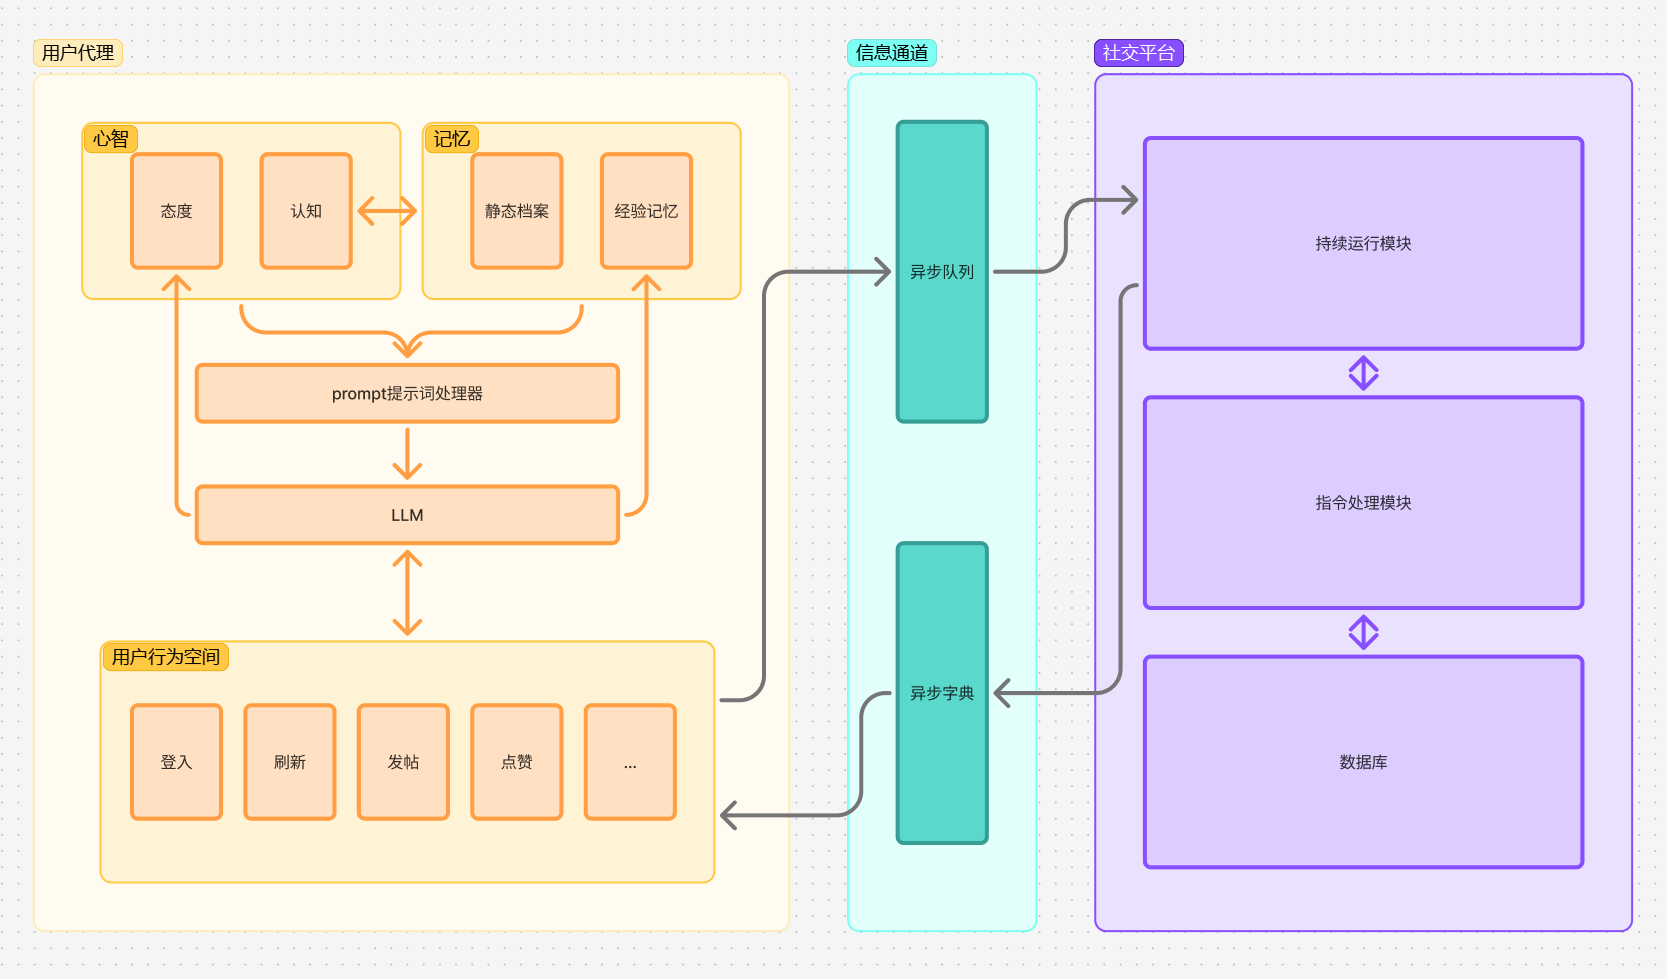 用户代理
心智
态度
认知
记忆
静态档案
经验记忆
prompt提示词处理器
LLM
用户行为空间
登入
刷新
发帖
点赞
...
信息通道
异步队列
异步字典
社交平台
持续运行模块
指令处理模块
数据库